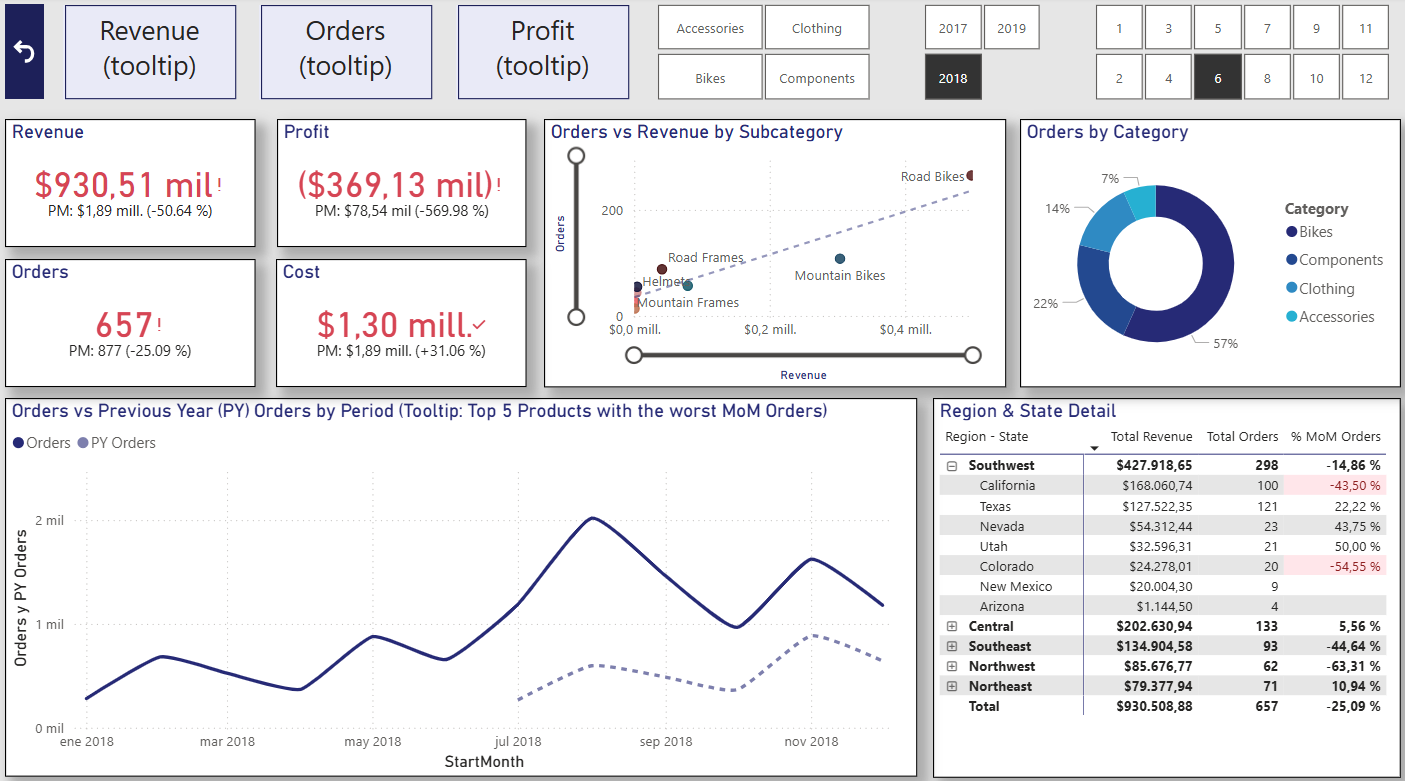 Revenue
(tooltip)
Orders
(tooltip)
Profit
(tooltip)
Accessories
Clothing
Bikes
Components
2017
2019
2018
1
3
5
7
9
11
2
4
6
8
10
12
Revenue
$930,51 mil !
PM: $1,89 mill. (-50.64 %)
Profit
($369,13 mil) !
PM: $78,54 mil (-569.98 %)
Orders
657 !
PM: 877 (-25.09 %)
Cost
$1,30 mill.
PM: $1,89 mill. (+31.06 %)
Orders vs Revenue by Subcategory
Orders
200
0
Road Bikes
Road Frames
Helmets
Mountain Bikes
Mountain Frames
$0,0 mill.
$0,2 mill.
$0,4 mill.
Revenue
Orders by Category
7%
14%
22%
57%
Category
Bikes
Components
Clothing
Accessories
Orders vs Previous Year (PY) Orders by Period (Tooltip: Top 5 Products with the worst MoM Orders)
Orders
PY Orders
Orders y PY Orders
2 mil
1 mil
0 mil
ene 2018
mar 2018
may 2018
jul 2018
sep 2018
nov 2018
StartMonth
Region & State Detail
Region - State Total Revenue Total Orders % MoM Orders
Southwest $427.918,65 298 -14,86 %
California $168.060,74 100 -43,50 %
Texas $127.522,35 121 22,22 %
Nevada $54.312,44 23 43,75 %
Utah $32.596,31 21 50,00 %
Colorado $24.278,01 20 -54,55 %
New Mexico $20.004,30 9
Arizona $1.144,50 4
Central $202.630,94 133 5,56 %
Southeast $134.904,58 93 -44,64 %
Northwest $85.676,77 62 -63,31 %
Northeast $79.377,94 71 10,94 %
Total $930.508,88 657 -25,09 %